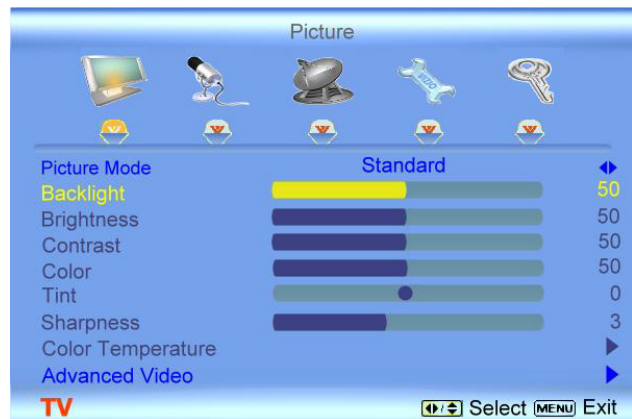 Picture
VIZIO
Picture Mode Standard
Backlight 50
Brightness 50
Contrast 50
Color 50
Tint 0
Sharpness 3
Color Temperature
Advanced Video
TV Select MENU Exit